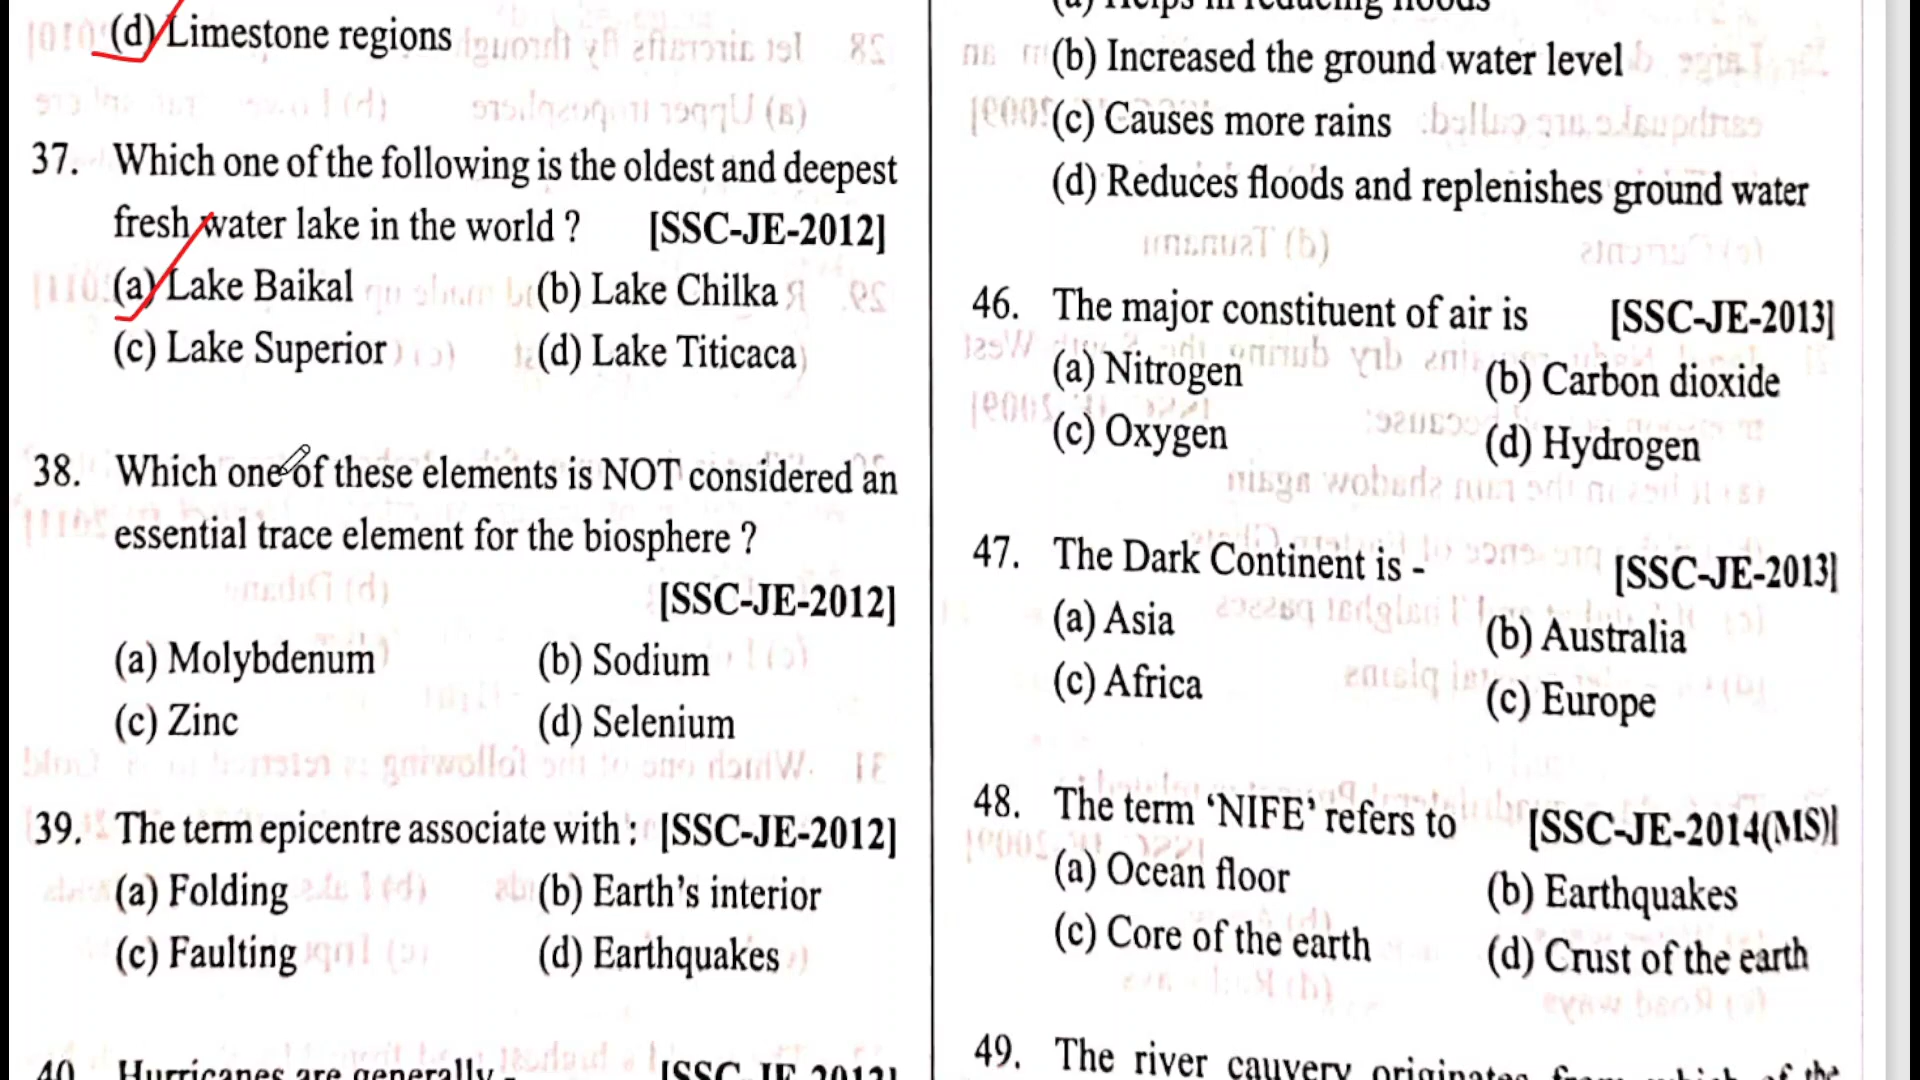 (d) Limestone regions
37. Which one of the following is the oldest and deepest
fresh water lake in the world ? [SSC-JE-2012]
(a) Lake Baikal (b) Lake Chilka
(c) Lake Superior (d) Lake Titicaca
38. Which one of these elements is NOT considered an
essential trace element for the biosphere ?
[SSC-JE-2012]
(a) Molybdenum (b) Sodium
(c) Zinc (d) Selenium
39. The term epicentre associate with : [SSC-JE-2012]
(a) Folding (b) Earth's interior
(c) Faulting (d) Earthquakes
40. Hurricanes are generally - [SSC-JE-2012]
(a) Helps in reducing floods
(b) Increased the ground water level
(c) Causes more rains
(d) Reduces floods and replenishes ground water
46. The major constituent of air is [SSC-JE-2013]
(a) Nitrogen (b) Carbon dioxide
(c) Oxygen (d) Hydrogen
47. The Dark Continent is - [SSC-JE-2013]
(a) Asia (b) Australia
(c) Africa (c) Europe
48. The term ‘NIFE’ refers to [SSC-JE-2014(MS)]
(a) Ocean floor (b) Earthquakes
(c) Core of the earth (d) Crust of the earth
49. The river cauvery originates from which of the